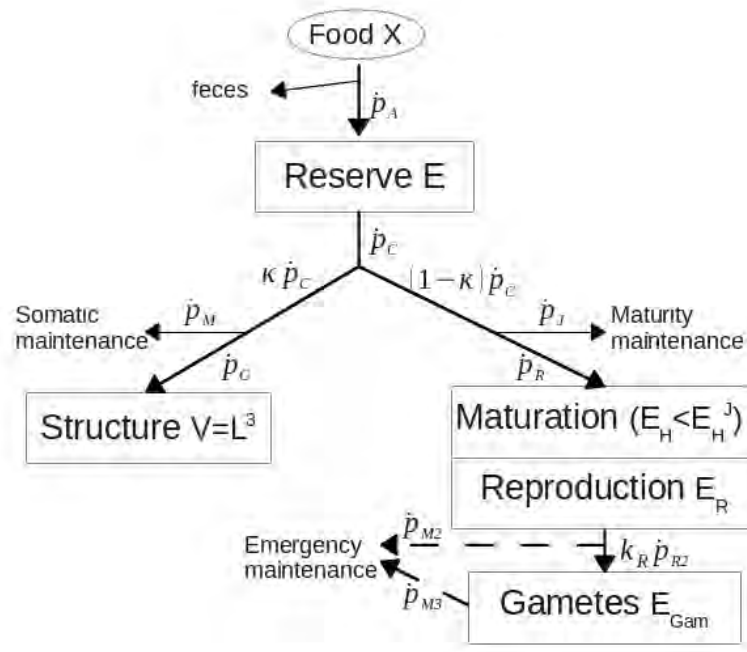 Food X
feces
ṗ_A
Reserve E
ṗ_C
κ ṗ_C
(1−κ) ṗ_C
Somatic
maintenance
ṗ_M
ṗ_J
Maturity
maintenance
ṗ_G
ṗ_R
Structure V=L³
Maturation (E_H<E_H^J)
Reproduction E_R
ṗ_M2
Emergency
maintenance
k_R ṗ_R2
ṗ_M3
Gametes E_Gam